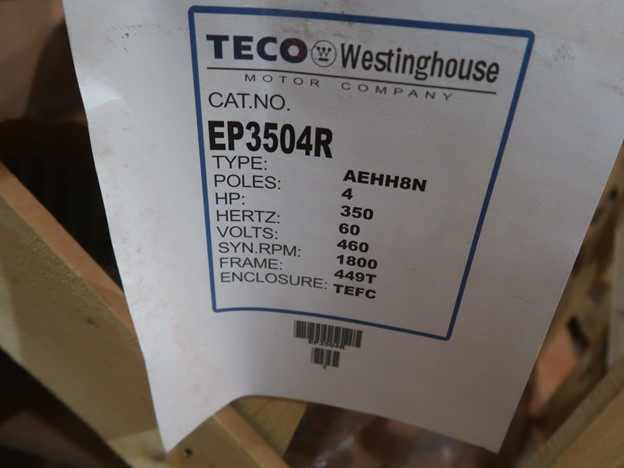 TECO Westinghouse
MOTOR COMPANY
CAT.NO.
EP3504R
TYPE: AEHH8N
POLES: 4
HP: 350
HERTZ: 60
VOLTS: 460
SYN.RPM: 1800
FRAME: 449T
ENCLOSURE: TEFC
EP3504R